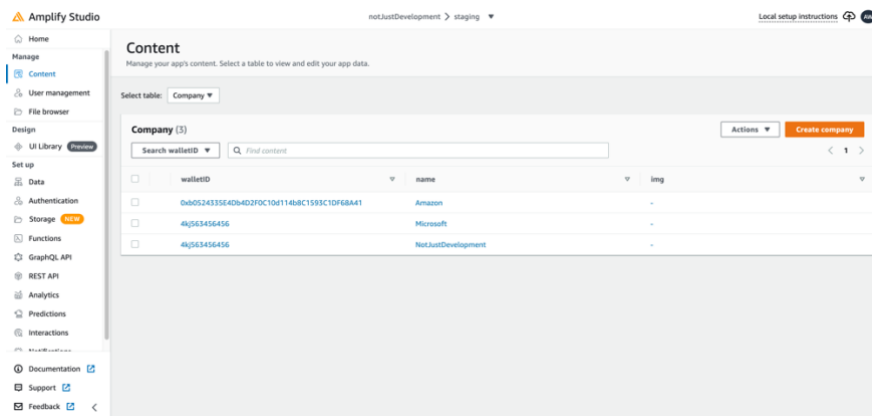 Amplify Studio
notJustDevelopment > staging
Local setup instructions
Home
Manage
Content
User management
File browser
Design
UI Library Preview
Set up
Data
Authentication
Storage NEW
Functions
GraphQL API
REST API
Analytics
Predictions
Interactions
Documentation
Support
Feedback
Content
Manage your app's content. Select a table to view and edit your app data.
Select table: Company
Company (3)
Actions
Create company
Search walletID
Find content
1
walletID name img
0xb0524335E4Db4D2F0C10d114b8C1593C1DF68A41 Amazon -
4kj563456456 Microsoft -
4kj563456456 NotJustDevelopment -